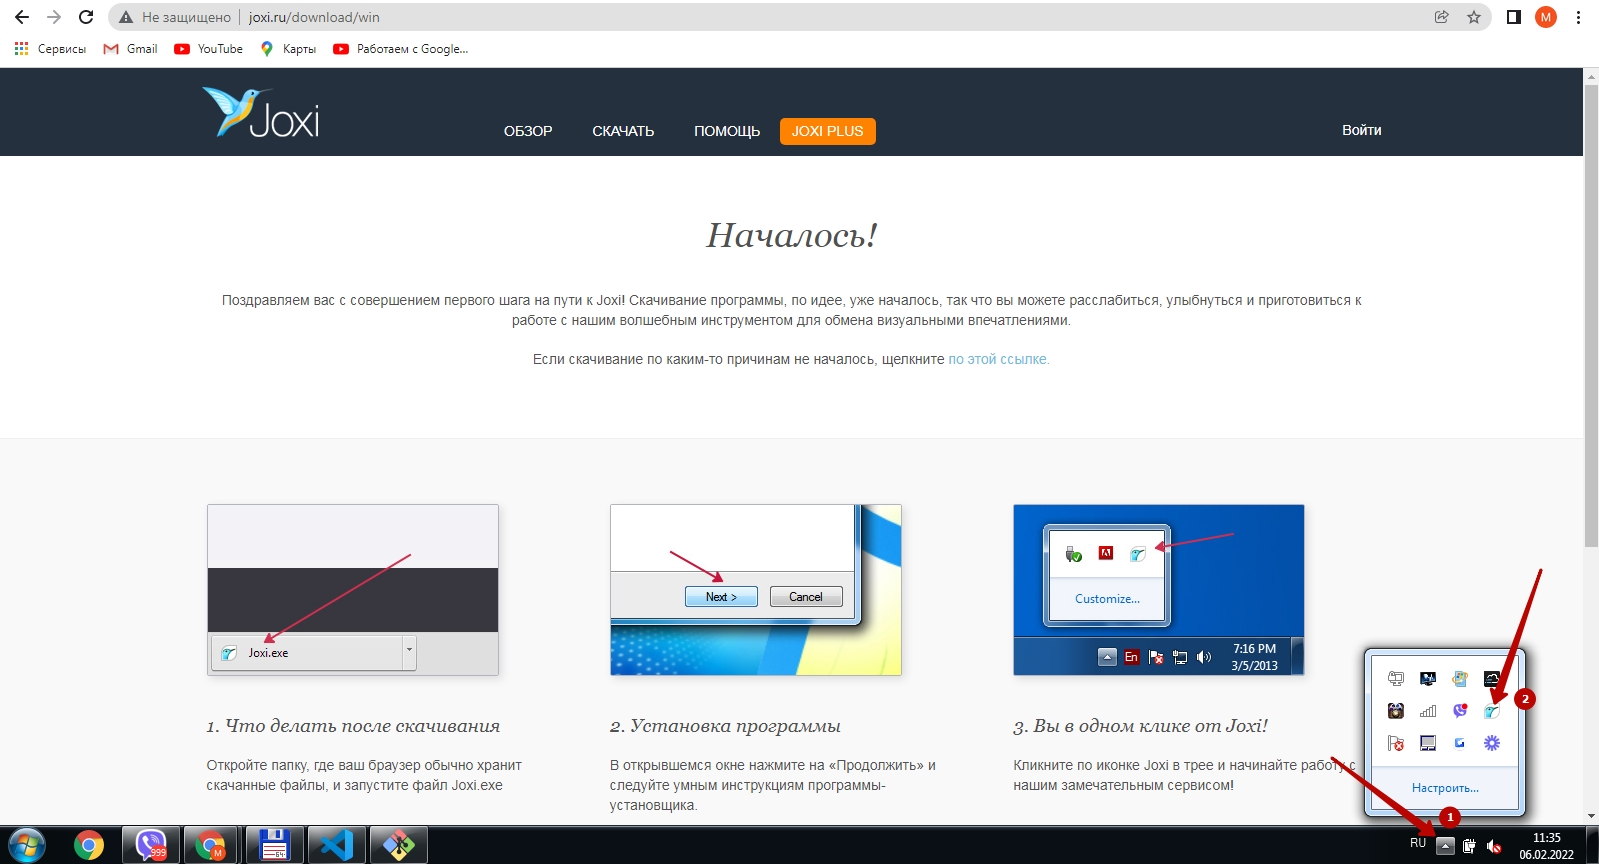 Не защищено joxi.ru/download/win
M
Сервисы Gmail YouTube Карты Работаем с Google...
Joxi
ОБЗОР СКАЧАТЬ ПОМОЩЬ JOXI PLUS Войти
Началось!
Поздравляем вас с совершением первого шага на пути к Joxi! Скачивание программы, по идее, уже началось, так что вы можете расслабиться, улыбнуться и приготовиться к
работе с нашим волшебным инструментом для обмена визуальными впечатлениями.
Если скачивание по каким-то причинам не началось, щелкните по этой ссылке.
Joxi.exe
Next > Cancel
Customize...
En 7:16 PM
3/5/2013
1. Что делать после скачивания
Откройте папку, где ваш браузер обычно хранит
скачанные файлы, и запустите файл Joxi.exe
2. Установка программы
В открывшемся окне нажмите на «Продолжить» и
следуйте умным инструкциям программы-
установщика.
3. Вы в одном клике от Joxi!
Кликните по иконке Joxi в трее и начинайте работу с
нашим замечательным сервисом!
2
Настроить...
1
999
M
64
RU
11:35
06.02.2022